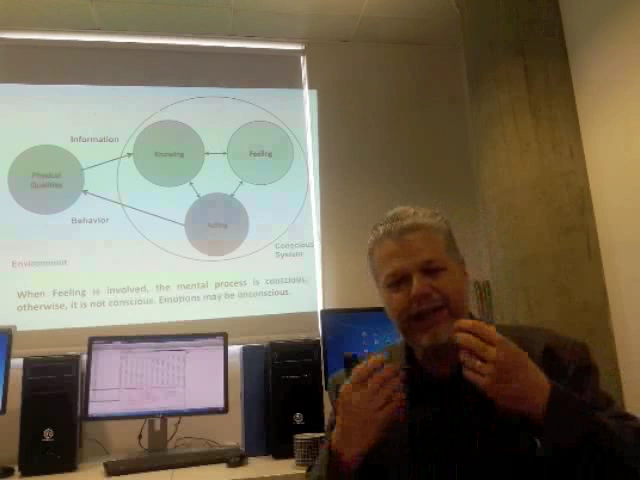 Information
Knowing
Feeling
Physical
Qualities
Acting
Behavior
Conscious
System
Environment
When Feeling is involved, the mental process is conscious,
otherwise, it is not conscious. Emotions may be unconscious.